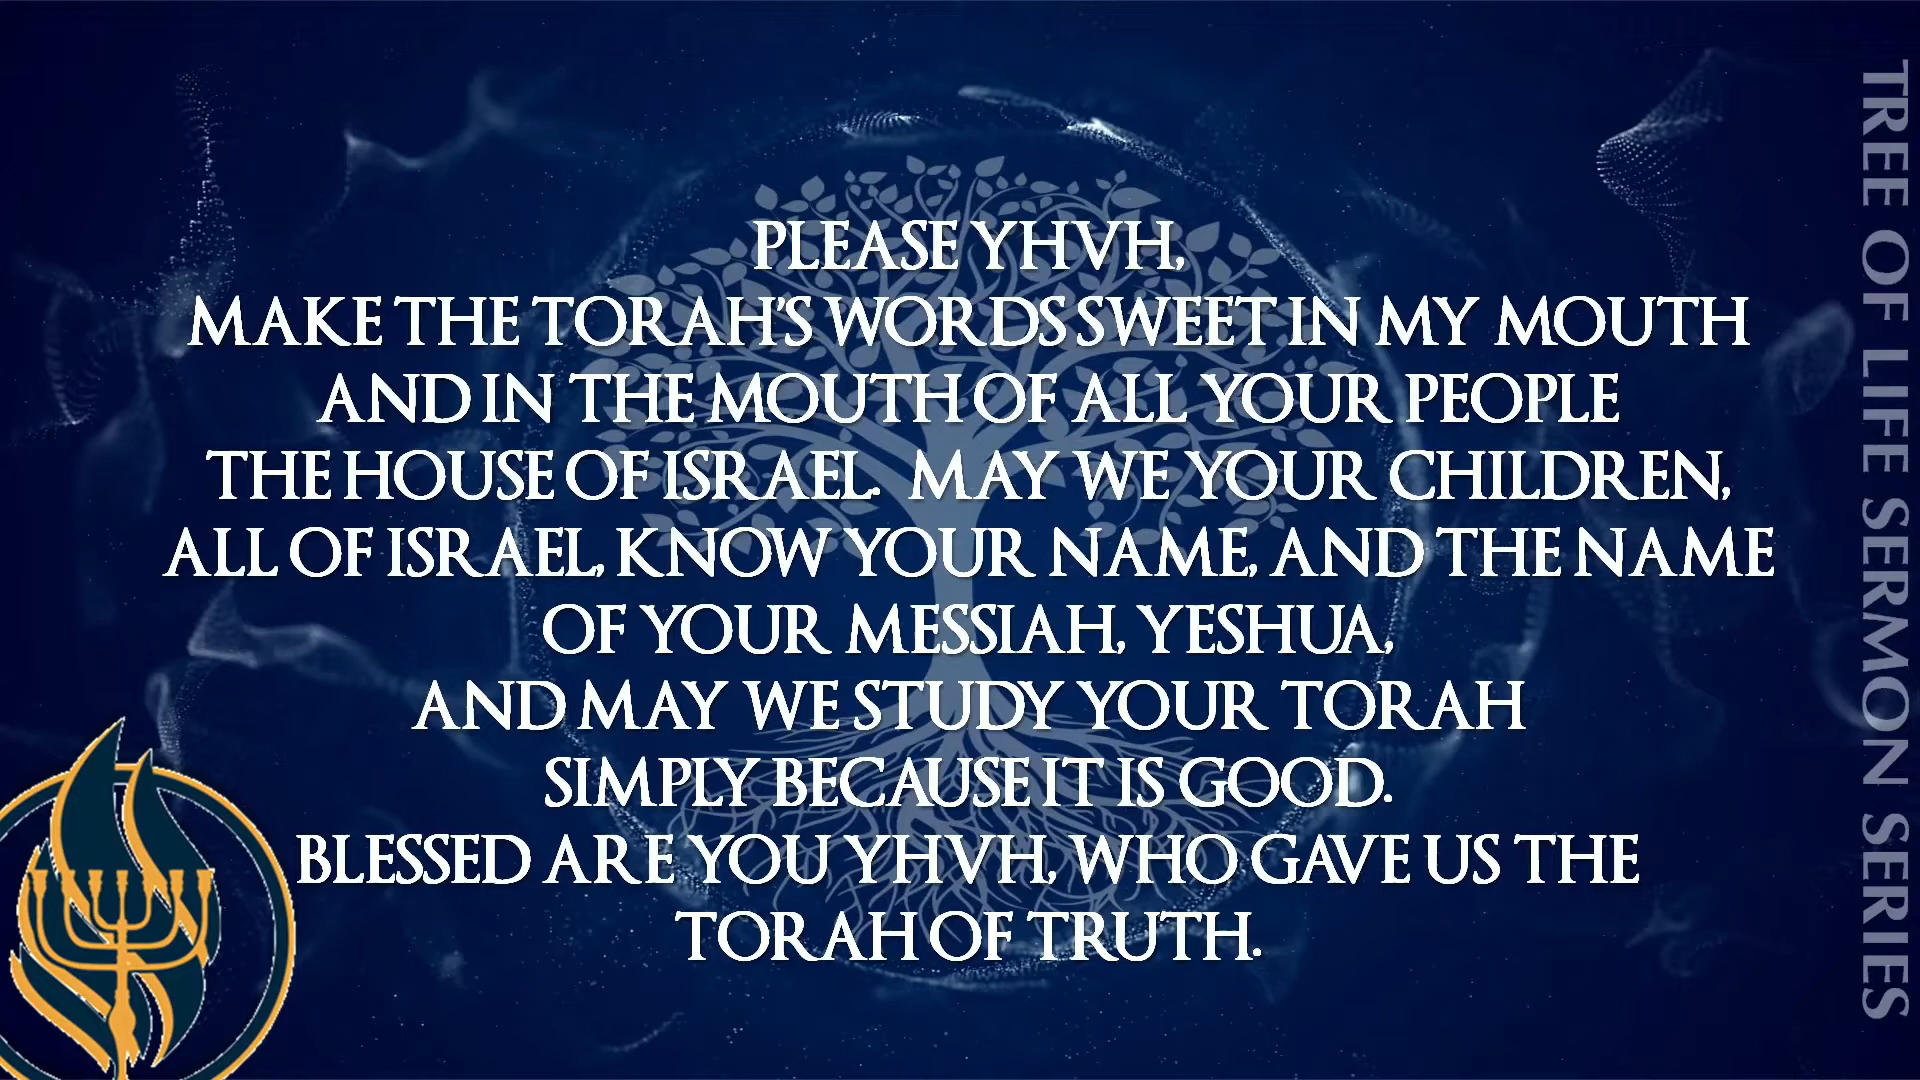 PLEASE YHVH,
MAKE THE TORAH'S WORDS SWEET IN MY MOUTH
AND IN THE MOUTH OF ALL YOUR PEOPLE
THE HOUSE OF ISRAEL. MAY WE YOUR CHILDREN,
ALL OF ISRAEL, KNOW YOUR NAME, AND THE NAME
OF YOUR MESSIAH, YESHUA,
AND MAY WE STUDY YOUR TORAH
SIMPLY BECAUSE IT IS GOOD.
BLESSED ARE YOU YHVH, WHO GAVE US THE
TORAH OF TRUTH.
TREE OF LIFE SERMON SERIES